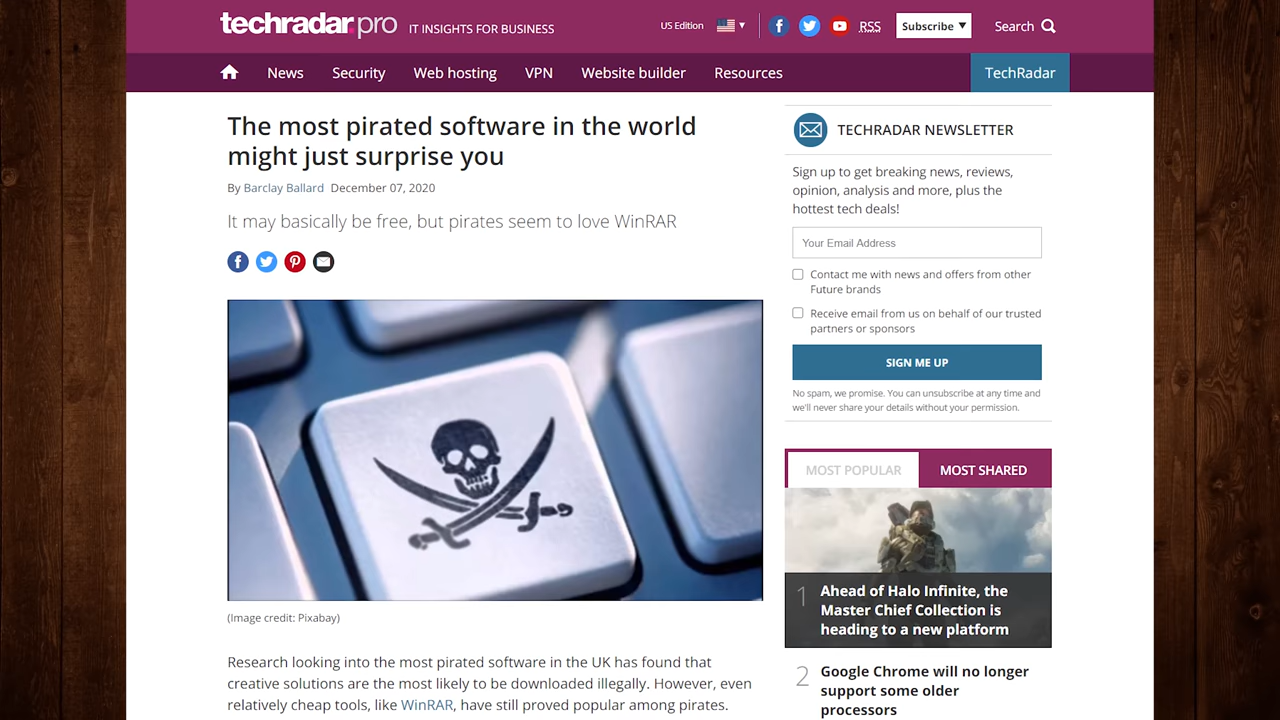 techradar.pro IT INSIGHTS FOR BUSINESS
US Edition
RSS
Subscribe
Search
News Security Web hosting VPN Website builder Resources TechRadar
The most pirated software in the world
might just surprise you
By Barclay Ballard December 07, 2020
It may basically be free, but pirates seem to love WinRAR
(Image credit: Pixabay)
Research looking into the most pirated software in the UK has found that
creative solutions are the most likely to be downloaded illegally. However, even
relatively cheap tools, like WinRAR, have still proved popular among pirates.
TECHRADAR NEWSLETTER
Sign up to get breaking news, reviews,
opinion, analysis and more, plus the
hottest tech deals!
Your Email Address
Contact me with news and offers from other
Future brands
Receive email from us on behalf of our trusted
partners or sponsors
SIGN ME UP
No spam, we promise. You can unsubscribe at any time and
we'll never share your details without your permission.
MOST POPULAR MOST SHARED
1 Ahead of Halo Infinite, the
Master Chief Collection is
heading to a new platform
2 Google Chrome will no longer
support some older
processors